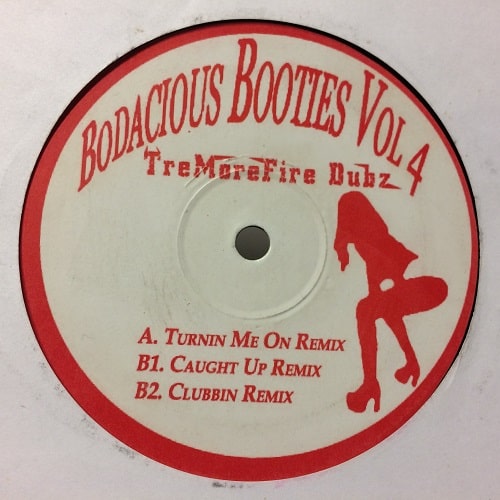 BODACIOUS BOOTIES VOL 4
TreMoreFire Dubz
A. TURNIN ME ON REMIX
B1. CAUGHT UP REMIX
B2. CLUBBIN REMIX